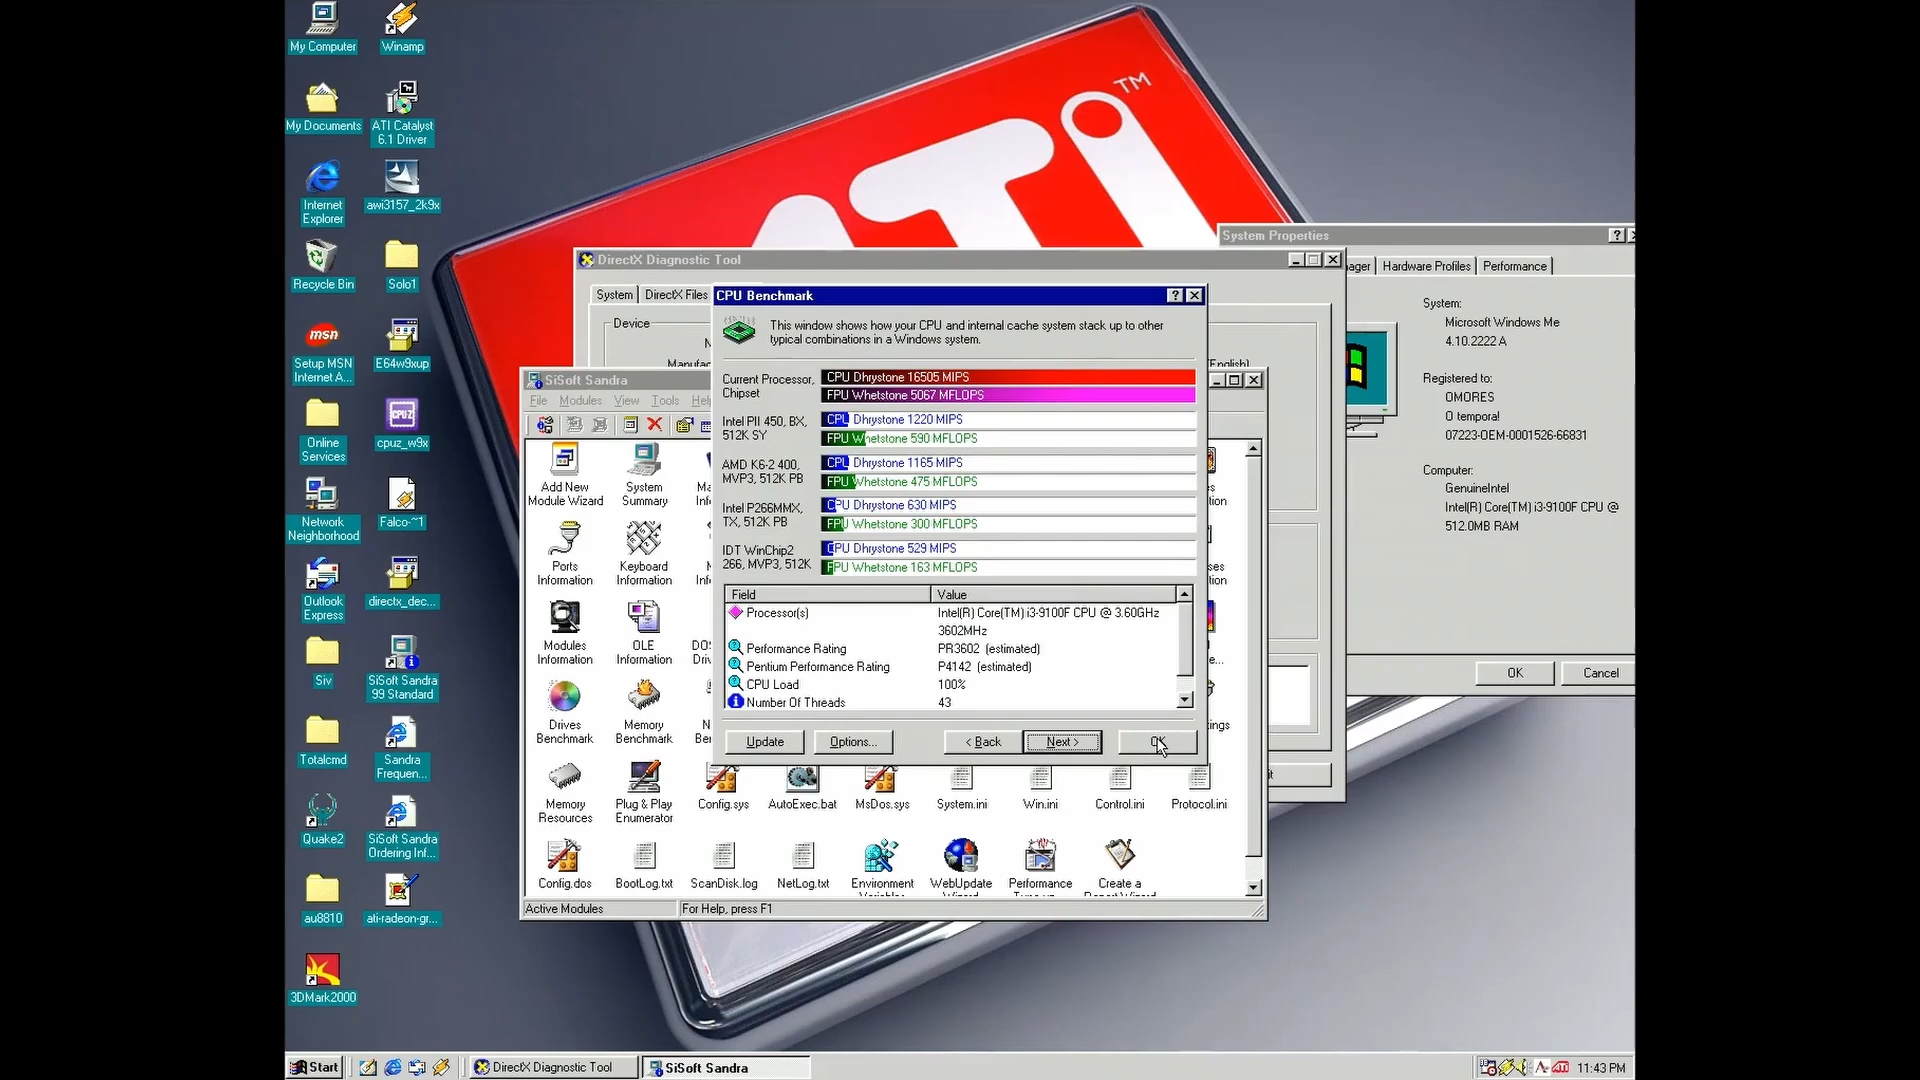 My Computer
Winamp
My Documents
ATI Catalyst
6.1 Driver
Internet
Explorer
awi3157_2k9x
Recycle Bin
Solo1
Setup MSN
Internet A...
E64w9xup
Online
Services
cpuz_w9x
Network
Neighborhood
Falco-~1
Outlook
Express
directx_dec...
Siv
SiSoft Sandra
99 Standard
Totalcmd
Sandra
Frequen...
Quake2
SiSoft Sandra
Ordering Inf...
au8810
ati-radeon-gr...
3DMark2000
ATI
TM
System Properties
Hardware Profiles
Performance
System:
Microsoft Windows Me
4.10.2222 A
Registered to:
OMORES
O tempora!
07223-OEM-0001526-66831
Computer:
GenuineIntel
Intel(R) Core(TM) i3-9100F CPU @
512.0MB RAM
OK
Cancel
DirectX Diagnostic Tool
System
DirectX Files
Device
CPU Benchmark
This window shows how your CPU and internal cache system stack up to other
typical combinations in a Windows system.
Current Processor,
Chipset
CPU Dhrystone 16505 MIPS
FPU Whetstone 5067 MFLOPS
Intel PII 450, BX,
512K SY
CPU Dhrystone 1220 MIPS
FPU Whetstone 590 MFLOPS
AMD K6-2 400,
MVP3, 512K PB
CPU Dhrystone 1165 MIPS
FPU Whetstone 475 MFLOPS
Intel P266MMX,
TX, 512K PB
CPU Dhrystone 630 MIPS
FPU Whetstone 300 MFLOPS
IDT WinChip2
266, MVP3, 512K
CPU Dhrystone 529 MIPS
FPU Whetstone 163 MFLOPS
Field
Value
Processor(s)
Intel(R) Core(TM) i3-9100F CPU @ 3.60GHz
3602MHz
Performance Rating
PR3602 (estimated)
Pentium Performance Rating
P4142 (estimated)
CPU Load
100%
Number Of Threads
43
Update
Options...
< Back
Next >
OK
SiSoft Sandra
File
Modules
View
Tools
Add New
Module Wizard
System
Summary
Ports
Information
Keyboard
Information
Modules
Information
OLE
Information
Drives
Benchmark
Memory
Benchmark
Memory
Resources
Plug & Play
Enumerator
Config.sys
AutoExec.bat
MsDos.sys
System.ini
Win.ini
Control.ini
Protocol.ini
Config.dos
BootLog.txt
ScanDisk.log
NetLog.txt
Environment
WebUpdate
Performance
Create a
Active Modules
For Help, press F1
Start
DirectX Diagnostic Tool
SiSoft Sandra
11:43 PM